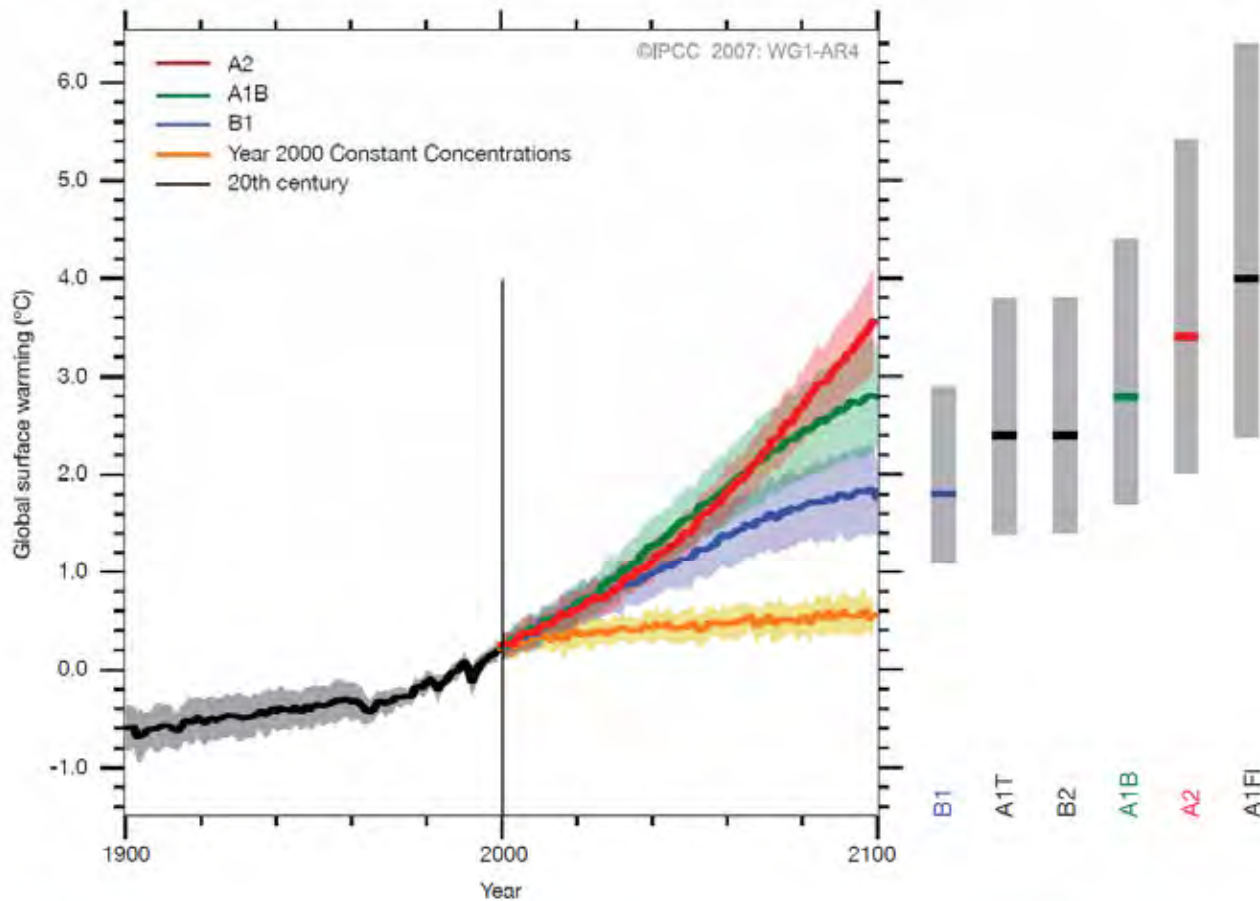 ©IPCC 2007: WG1-AR4
A2
A1B
B1
Year 2000 Constant Concentrations
20th century
Global surface warming (°C)
6.0
5.0
4.0
3.0
2.0
1.0
0.0
-1.0
1900
2000
2100
Year
B1
A1T
B2
A1B
A2
A1FI